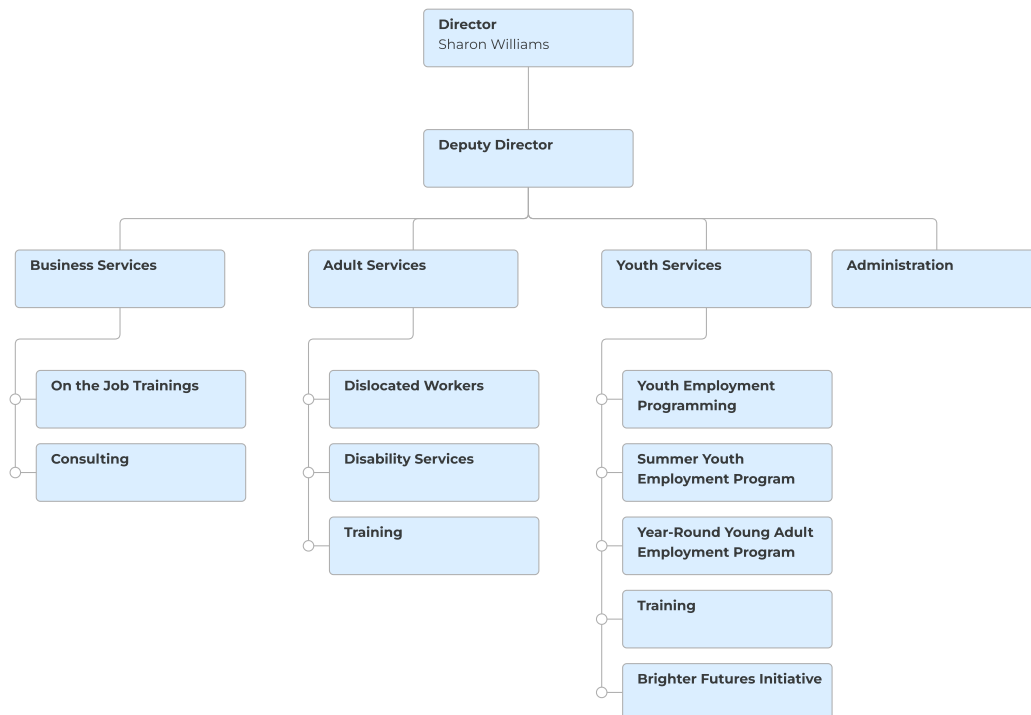 Director
Sharon Williams
Deputy Director
Business Services
Adult Services
Youth Services
Administration
On the Job Trainings
Consulting
Dislocated Workers
Disability Services
Training
Youth Employment
Programming
Summer Youth
Employment Program
Year-Round Young Adult
Employment Program
Training
Brighter Futures Initiative